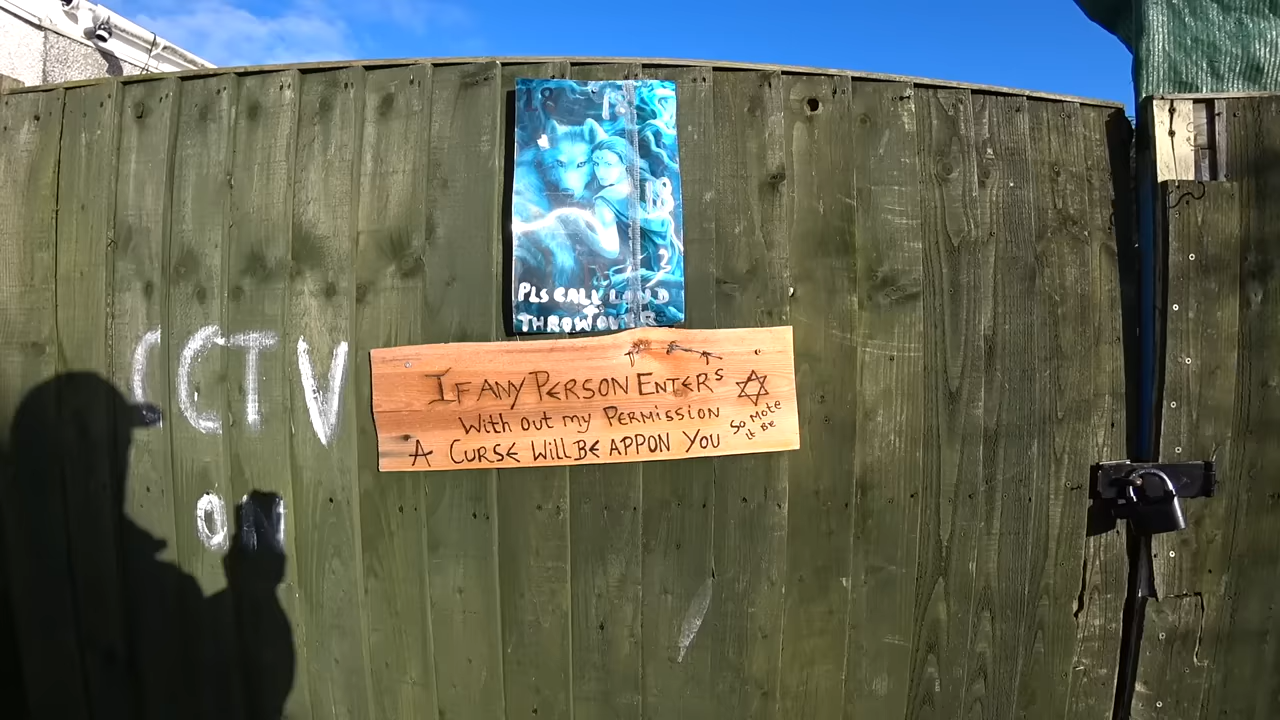 PLS CALL LOUD
THROW OVER
CCTV
on
IF ANY PERSON ENTERS
With out my PERMISSION
A CURSE WILL BE APPON YOU
So Mote
It Be